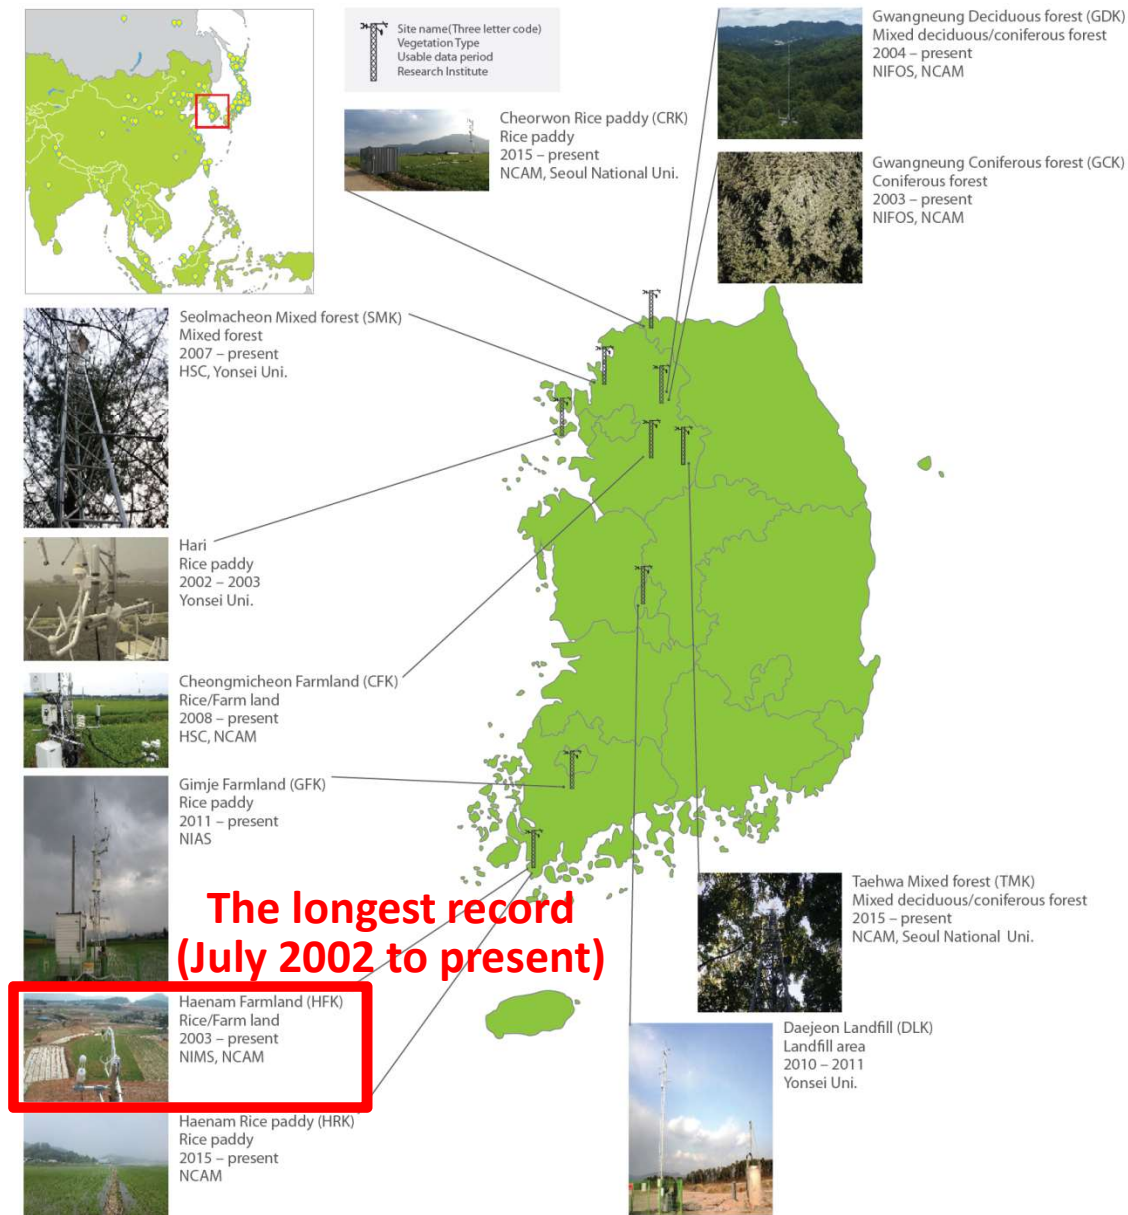 Site name(Three letter code)
Vegetation Type
Usable data period
Research Institute
Gwangneung Deciduous forest (GDK)
Mixed deciduous/coniferous forest
2004 – present
NIFOS, NCAM
Cheorwon Rice paddy (CRK)
Rice paddy
2015 – present
NCAM, Seoul National Uni.
Gwangneung Coniferous forest (GCK)
Coniferous forest
2003 – present
NIFOS, NCAM
Seolmacheon Mixed forest (SMK)
Mixed forest
2007 – present
HSC, Yonsei Uni.
Hari
Rice paddy
2002 – 2003
Yonsei Uni.
Cheongmicheon Farmland (CFK)
Rice/Farm land
2008 – present
HSC, NCAM
Gimje Farmland (GFK)
Rice paddy
2011 – present
NIAS
The longest record
(July 2002 to present)
Haenam Farmland (HFK)
Rice/Farm land
2003 – present
NIMS, NCAM
Haenam Rice paddy (HRK)
Rice paddy
2015 – present
NCAM
Taehwa Mixed forest (TMK)
Mixed deciduous/coniferous forest
2015 – present
NCAM, Seoul National Uni.
Daejeon Landfill (DLK)
Landfill area
2010 – 2011
Yonsei Uni.